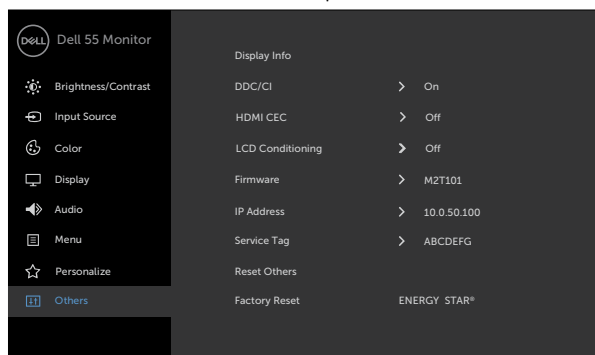 DELL Dell 55 Monitor
Brightness/Contrast
Input Source
Color
Display
Audio
Menu
Personalize
Others
Display Info
DDC/CI > On
HDMI CEC > Off
LCD Conditioning > Off
Firmware > M2T101
IP Address > 10.0.50.100
Service Tag > ABCDEFG
Reset Others
Factory Reset ENERGY STAR®